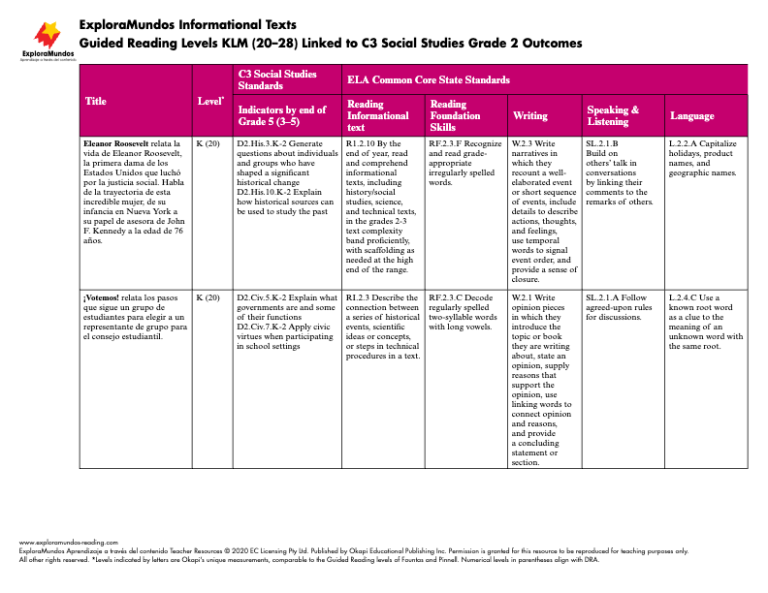 ExploraMundos
Aprendizaje a través del contenido
ExploraMundos Informational Texts
Guided Reading Levels KLM (20–28) Linked to C3 Social Studies Grade 2 Outcomes
Title
Level*
C3 Social Studies
Standards
ELA Common Core State Standards
Indicators by end of
Grade 5 (3–5)
Reading
Informational
text
Reading
Foundation
Skills
Writing
Speaking &
Listening
Language
Eleanor Roosevelt relata la
vida de Eleanor Roosevelt,
la primera dama de los
Estados Unidos que luchó
por la justicia social. Habla
de la trayectoria de esta
incredible mujer, de su
infancia en Nueva York a
su papel de asesora de John
F. Kennedy a la edad de 76
años.
K (20)
D2.His.3.K-2 Generate
questions about individuals
and groups who have
shaped a significant
historical change
D2.His.10.K-2 Explain
how historical sources can
be used to study the past
R1.2.10 By the
end of year, read
and comprehend
informational
texts, including
history/social
studies, science,
and technical texts,
in the grades 2-3
text complexity
band proficiently,
with scaffolding as
needed at the high
end of the range.
RF.2.3.F Recognize
and read grade-
appropriate
irregularly spelled
words.
W.2.3 Write
narratives in
which they
recount a well-
elaborated event
or short sequence
of events, include
details to describe
actions, thoughts,
and feelings,
use temporal
words to signal
event order, and
provide a sense of
closure.
SL.2.1.B
Build on
others' talk in
conversations
by linking their
comments to the
remarks of others.
L.2.2.A Capitalize
holidays, product
names, and
geographic names.
¡Votemos! relata los pasos
que sigue un grupo de
estudiantes para elegir a un
representante de grupo para
el consejo estudiantil.
K (20)
D2.Civ.5.K-2 Explain what
governments are and some
of their functions
D2.Civ.7.K-2 Apply civic
virtues when participating
in school settings
RI.2.3 Describe the
connection between
a series of historical
events, scientific
ideas or concepts,
or steps in technical
procedures in a text.
RF.2.3.C Decode
regularly spelled
two-syllable words
with long vowels.
W.2.1 Write
opinion pieces
in which they
introduce the
topic or book
they are writing
about, state an
opinion, supply
reasons that
support the
opinion, use
linking words to
connect opinion
and reasons,
and provide
a concluding
statement or
section.
SL.2.1.A Follow
agreed-upon rules
for discussions.
L.2.4.C Use a
known root word
as a clue to the
meaning of an
unknown word with
the same root.
www.exploramundos-reading.com
ExploraMundos Aprendizaje a través del contenido Teacher Resources © 2020 EC Licensing Pty Ltd. Published by Okapi Educational Publishing Inc. Permission is granted for this resource to be reproduced for teaching purposes only.
All other rights reserved. *Levels indicated by letters are Okapi's unique measurements, comparable to the Guided Reading levels of Fountas and Pinnell. Numerical levels in parentheses align with DRA.